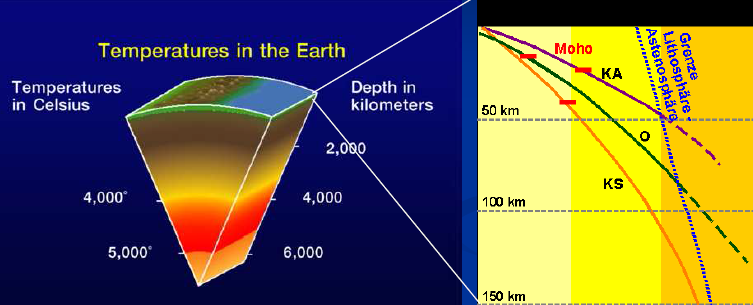 Temperatures in the Earth
Temperatures
in Celsius
Depth in
kilometers
2,000
4,000°
4,000
5,000°
6,000
Moho
KA
Grenze
Lithosphäre -
Astenosphäre
50 km
O
KS
100 km
150 km